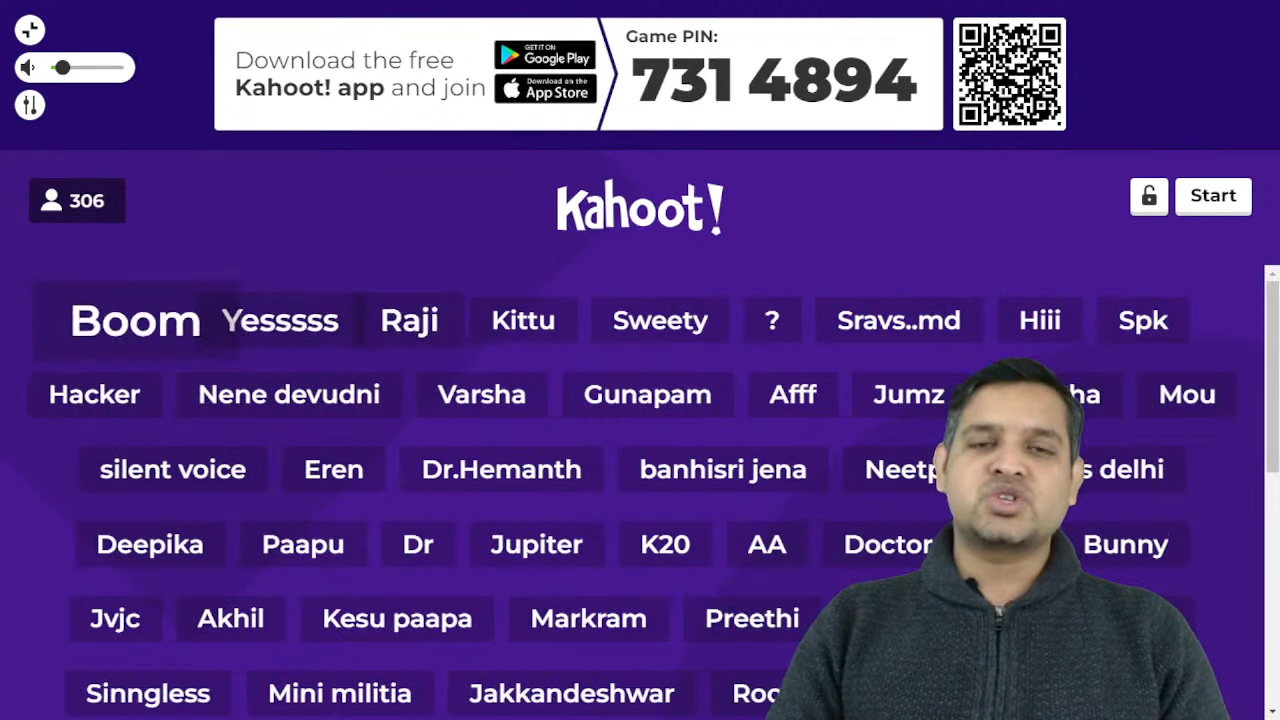 Download the free
Kahoot! app and join
GET IT ON
Google Play
Download on the
App Store
Game PIN:
731 4894
306
Kahoot!
Start
Boom Yesssss Raji Kittu Sweety ? Sravs..md Hiii Spk
Hacker Nene devudni Varsha Gunapam Afff Jumz Mou
silent voice Eren Dr.Hemanth banhisri jena delhi
Deepika Paapu Dr Jupiter K20 AA Doctor Bunny
Jvjc Akhil Kesu paapa Markram Preethi
Sinngless Mini militia Jakkandeshwar